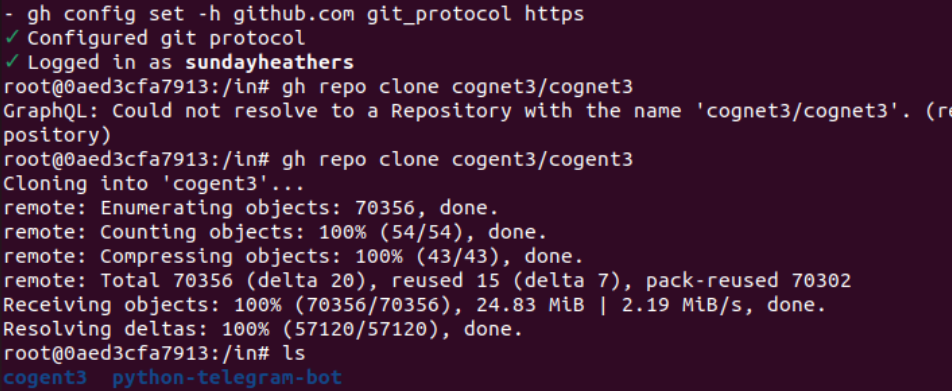 - gh config set -h github.com git_protocol https
✓ Configured git protocol
✓ Logged in as sundayheathers
root@0aed3cfa7913:/in# gh repo clone cognet3/cognet3
GraphQL: Could not resolve to a Repository with the name 'cognet3/cognet3'. (re
pository)
root@0aed3cfa7913:/in# gh repo clone cogent3/cogent3
Cloning into 'cogent3'...
remote: Enumerating objects: 70356, done.
remote: Counting objects: 100% (54/54), done.
remote: Compressing objects: 100% (43/43), done.
remote: Total 70356 (delta 20), reused 15 (delta 7), pack-reused 70302
Receiving objects: 100% (70356/70356), 24.83 MiB | 2.19 MiB/s, done.
Resolving deltas: 100% (57120/57120), done.
root@0aed3cfa7913:/in# ls
cogent3  python-telegram-bot